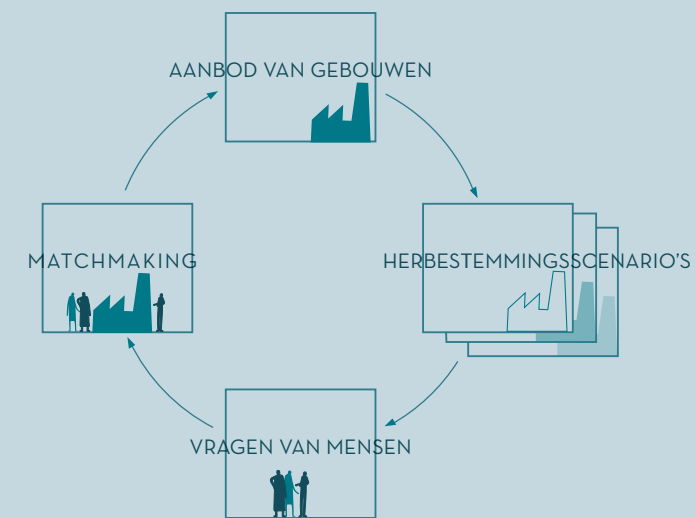 AANBOD VAN GEBOUWEN
MATCHMAKING
HERBESTEMMINGSSCENARIO'S
VRAGEN VAN MENSEN